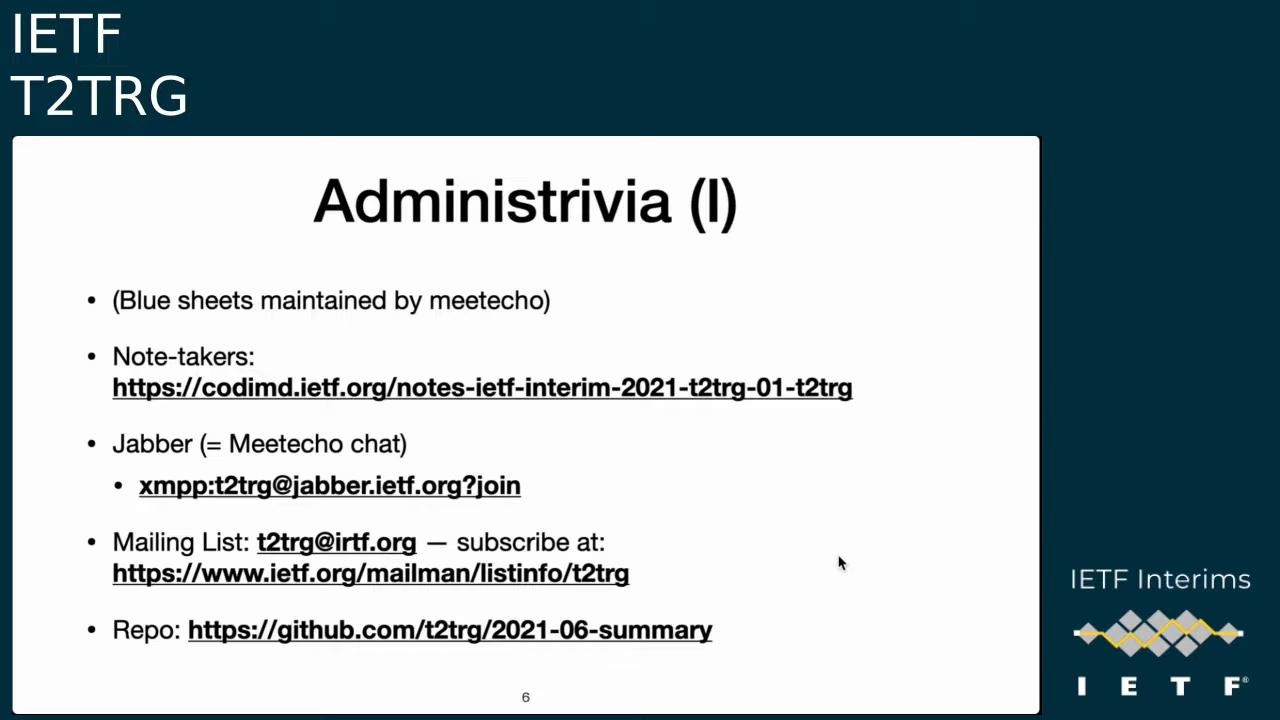 IETF
T2TRG
Administrivia (I)
• (Blue sheets maintained by meetecho)
• Note-takers:
https://codimd.ietf.org/notes-ietf-interim-2021-t2trg-01-t2trg
• Jabber (= Meetecho chat)
• xmpp:t2trg@jabber.ietf.org?join
• Mailing List: t2trg@irtf.org — subscribe at:
https://www.ietf.org/mailman/listinfo/t2trg
• Repo: https://github.com/t2trg/2021-06-summary
6
IETF Interims
I E T F®